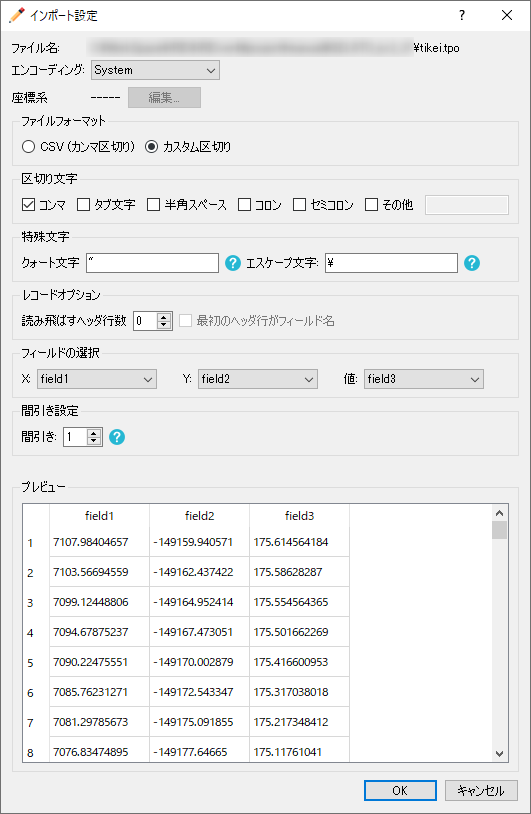 インポート設定 ? ×
ファイル名: ¥tikei.tpo
エンコーディング: System
座標系 ----- 編集...
ファイルフォーマット
CSV (カンマ区切り) カスタム区切り
区切り文字
コンマ タブ文字 半角スペース コロン セミコロン その他
特殊文字
クォート文字 " ? エスケープ文字: ¥ ?
レコードオプション
読み飛ばすヘッダ行数 0 最初のヘッダ行がフィールド名
フィールドの選択
X: field1 Y: field2 値: field3
間引き設定
間引き: 1 ?
プレビュー
field1 field2 field3
1 7107.98404657 -149159.940571 175.614564184
2 7103.56694559 -149162.437422 175.58628287
3 7099.12448806 -149164.952414 175.554564365
4 7094.67875237 -149167.473051 175.501662269
5 7090.22475551 -149170.002879 175.416600953
6 7085.76231271 -149172.543347 175.317038018
7 7081.29785673 -149175.091855 175.217348412
8 7076.83474895 -149177.64665 175.11761041
OK キャンセル